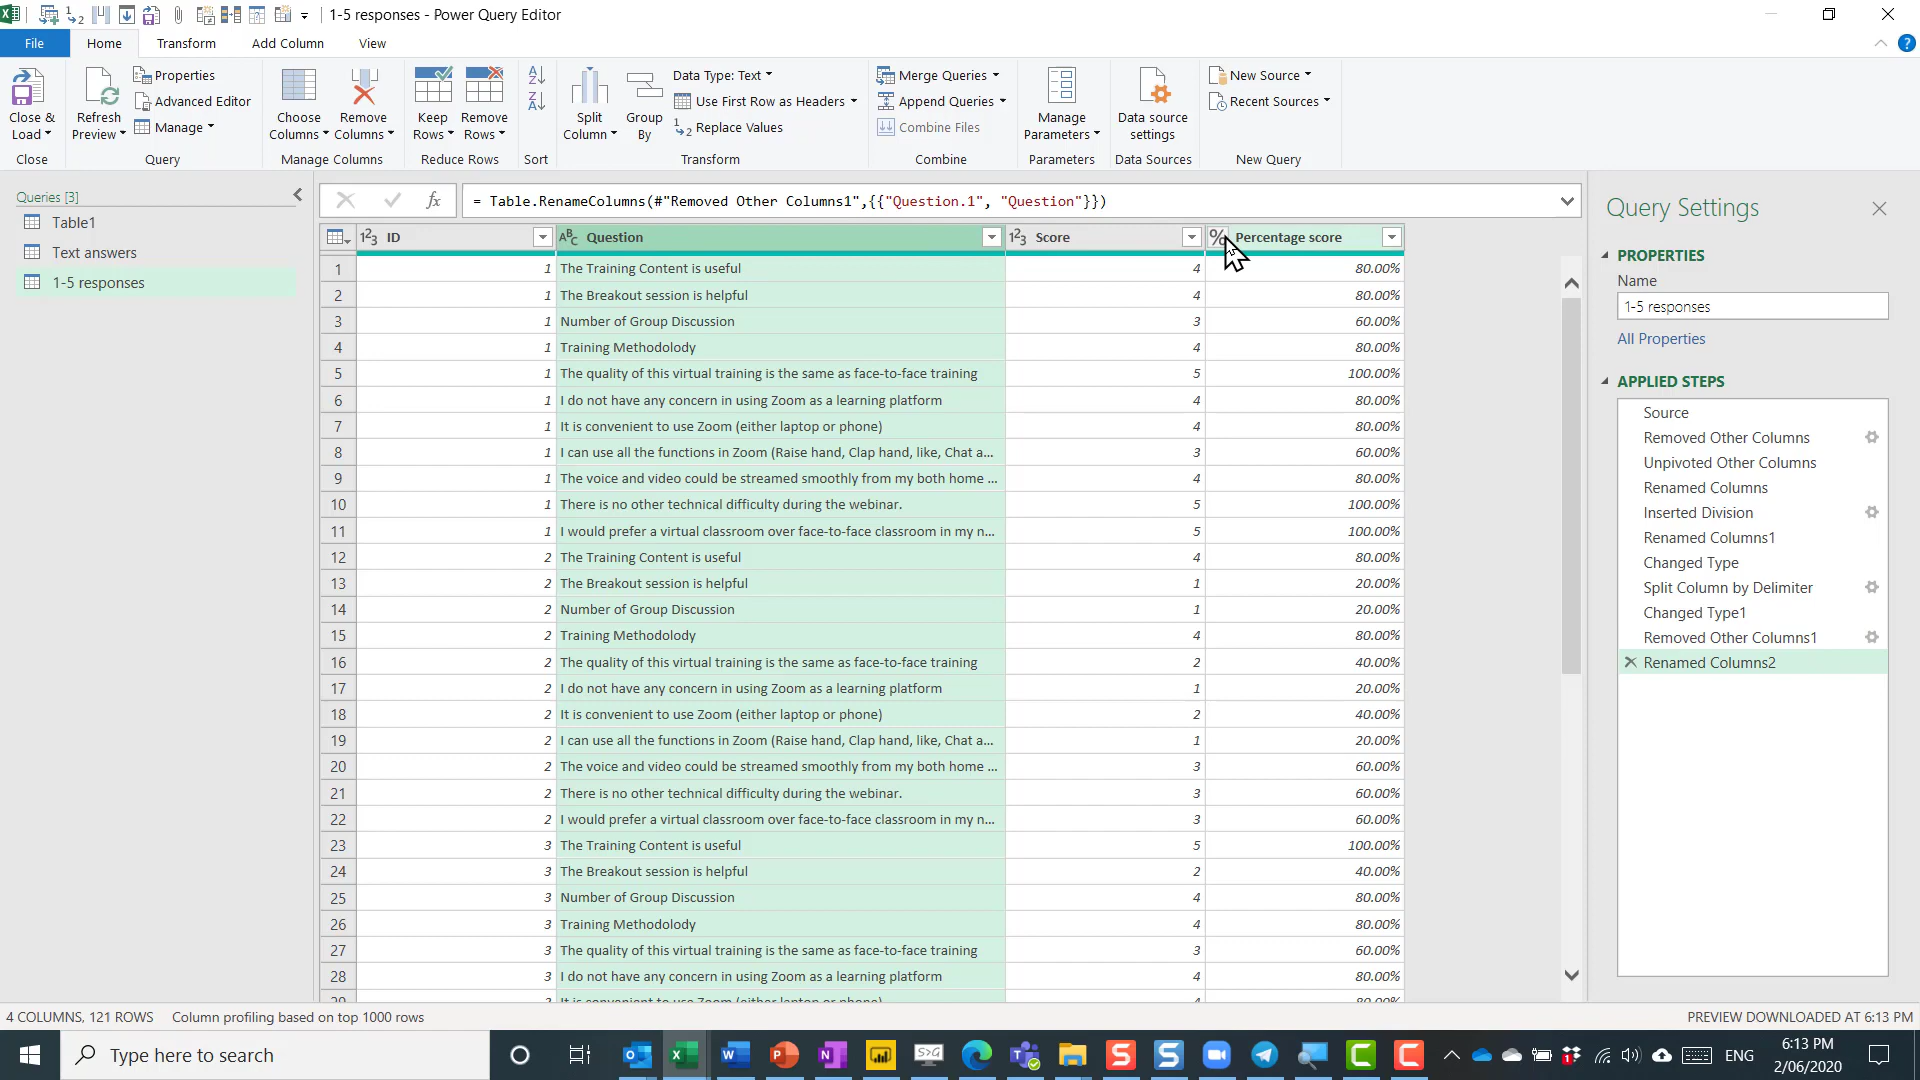 1-5 responses - Power Query Editor
File Home Transform Add Column View
Close & Load
Close
Refresh Preview
Properties
Advanced Editor
Manage
Query
Choose Columns
Remove Columns
Manage Columns
Keep Rows
Remove Rows
Reduce Rows
Sort
Split Column
Group By
Data Type: Text
Use First Row as Headers
Replace Values
Transform
Merge Queries
Append Queries
Combine Files
Combine
Manage Parameters
Parameters
Data source settings
Data Sources
New Source
Recent Sources
New Query
Queries [3]
Table1
Text answers
1-5 responses
fx = Table.RenameColumns(#"Removed Other Columns1",{{"Question.1", "Question"}})
ID Question Score Percentage score
1 1 The Training Content is useful 4 80.00%
2 1 The Breakout session is helpful 4 80.00%
3 1 Number of Group Discussion 3 60.00%
4 1 Training Methodolody 4 80.00%
5 1 The quality of this virtual training is the same as face-to-face training 5 100.00%
6 1 I do not have any concern in using Zoom as a learning platform 4 80.00%
7 1 It is convenient to use Zoom (either laptop or phone) 4 80.00%
8 1 I can use all the functions in Zoom (Raise hand, Clap hand, like, Chat a... 3 60.00%
9 1 The voice and video could be streamed smoothly from my both home ... 4 80.00%
10 1 There is no other technical difficulty during the webinar. 5 100.00%
11 1 I would prefer a virtual classroom over face-to-face classroom in my n... 5 100.00%
12 2 The Training Content is useful 4 80.00%
13 2 The Breakout session is helpful 1 20.00%
14 2 Number of Group Discussion 1 20.00%
15 2 Training Methodolody 4 80.00%
16 2 The quality of this virtual training is the same as face-to-face training 2 40.00%
17 2 I do not have any concern in using Zoom as a learning platform 1 20.00%
18 2 It is convenient to use Zoom (either laptop or phone) 2 40.00%
19 2 I can use all the functions in Zoom (Raise hand, Clap hand, like, Chat a... 1 20.00%
20 2 The voice and video could be streamed smoothly from my both home ... 3 60.00%
21 2 There is no other technical difficulty during the webinar. 3 60.00%
22 2 I would prefer a virtual classroom over face-to-face classroom in my n... 3 60.00%
23 3 The Training Content is useful 5 100.00%
24 3 The Breakout session is helpful 2 40.00%
25 3 Number of Group Discussion 4 80.00%
26 3 Training Methodolody 4 80.00%
27 3 The quality of this virtual training is the same as face-to-face training 3 60.00%
28 3 I do not have any concern in using Zoom as a learning platform 4 80.00%
Query Settings
PROPERTIES
Name
1-5 responses
All Properties
APPLIED STEPS
Source
Removed Other Columns
Unpivoted Other Columns
Renamed Columns
Inserted Division
Renamed Columns1
Changed Type
Split Column by Delimiter
Changed Type1
Removed Other Columns1
Renamed Columns2
4 COLUMNS, 121 ROWS Column profiling based on top 1000 rows
PREVIEW DOWNLOADED AT 6:13 PM
Type here to search
ENG
6:13 PM
2/06/2020